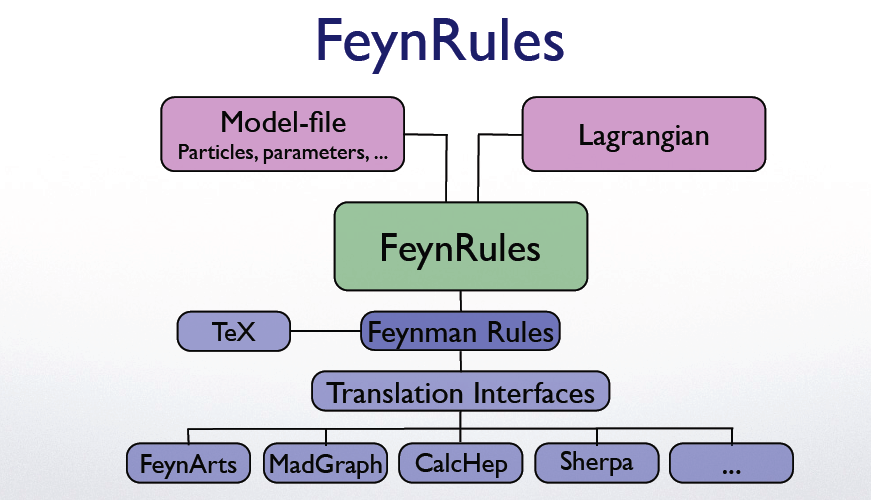 FeynRules
Model-file
Particles, parameters, ...
Lagrangian
FeynRules
TeX
Feynman Rules
Translation Interfaces
FeynArts
MadGraph
CalcHep
Sherpa
...